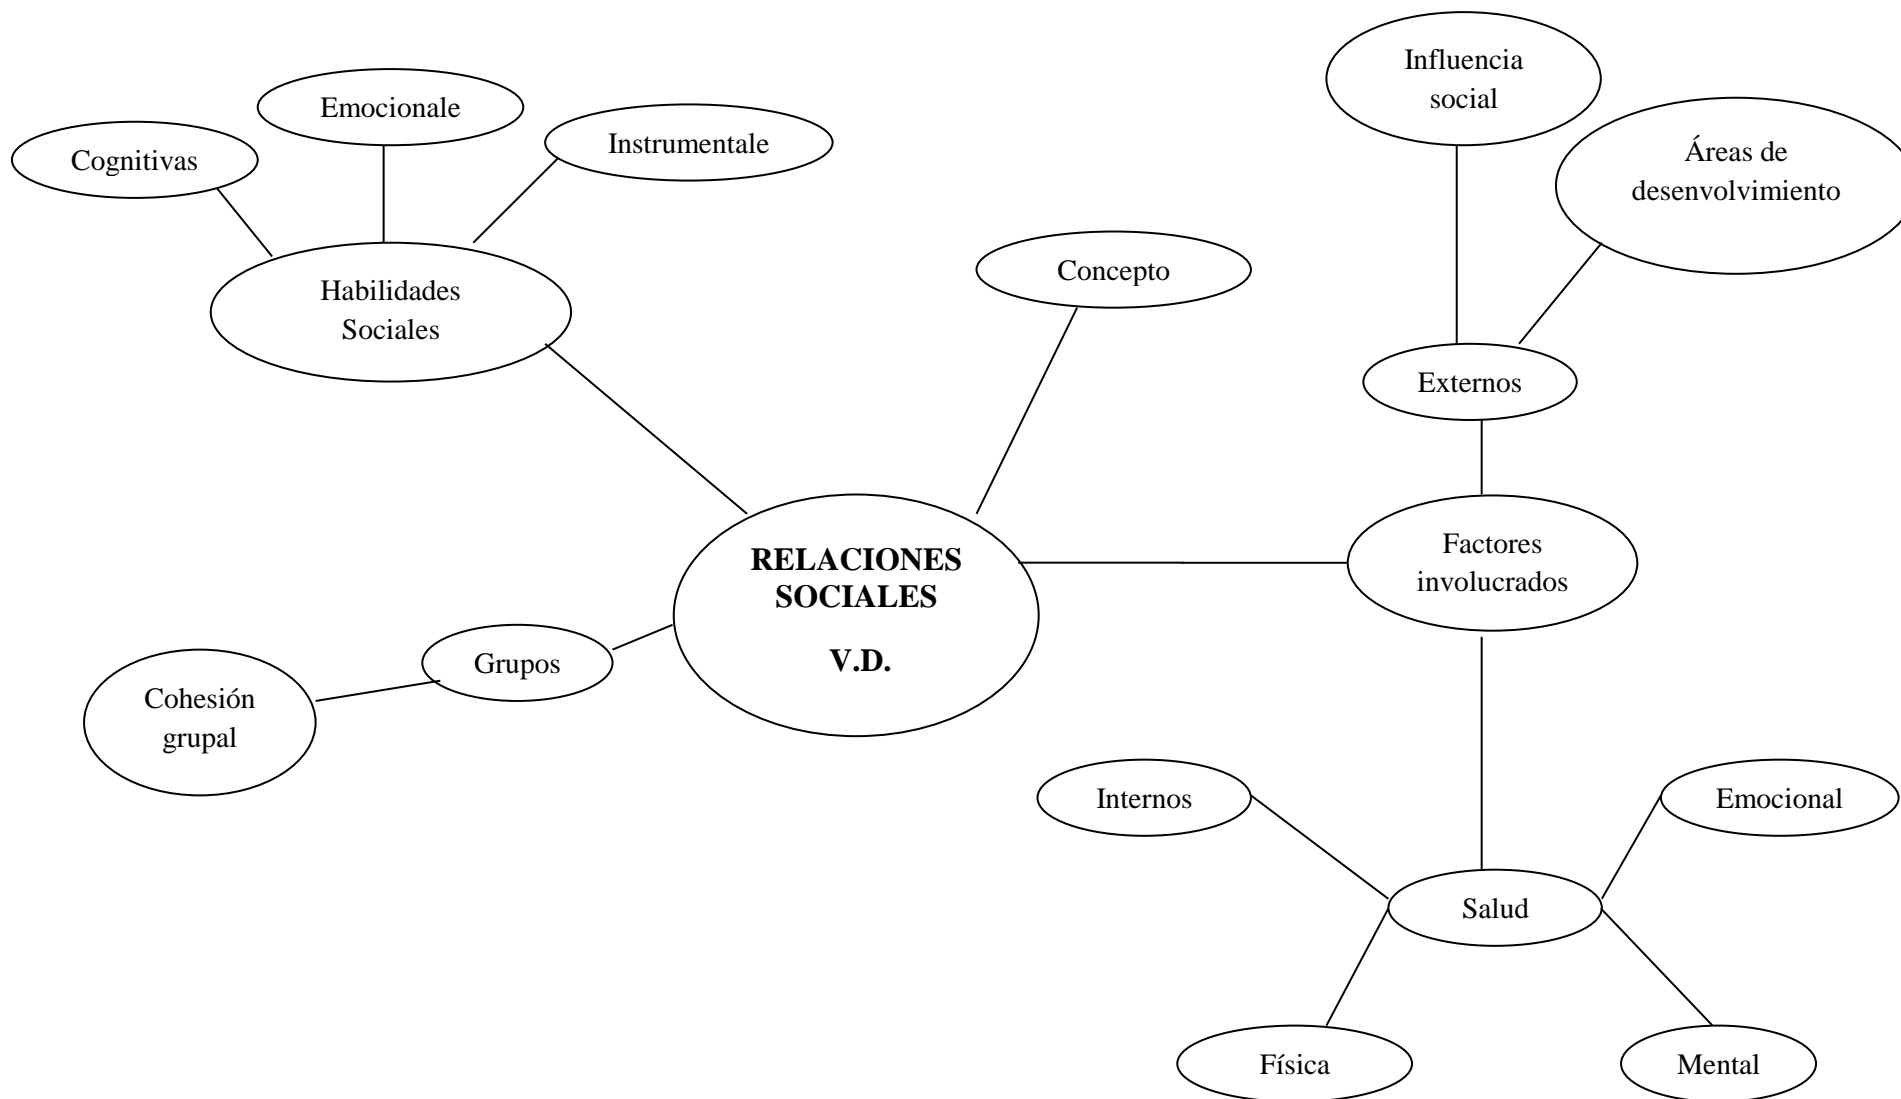 Influencia
social
Emocionale
Instrumentale
Cognitivas
Áreas de
desenvolvimiento
Concepto
Habilidades
Sociales
Externos
RELACIONES
SOCIALES
V.D.
Factores
involucrados
Grupos
Cohesión
grupal
Internos
Emocional
Salud
Física
Mental